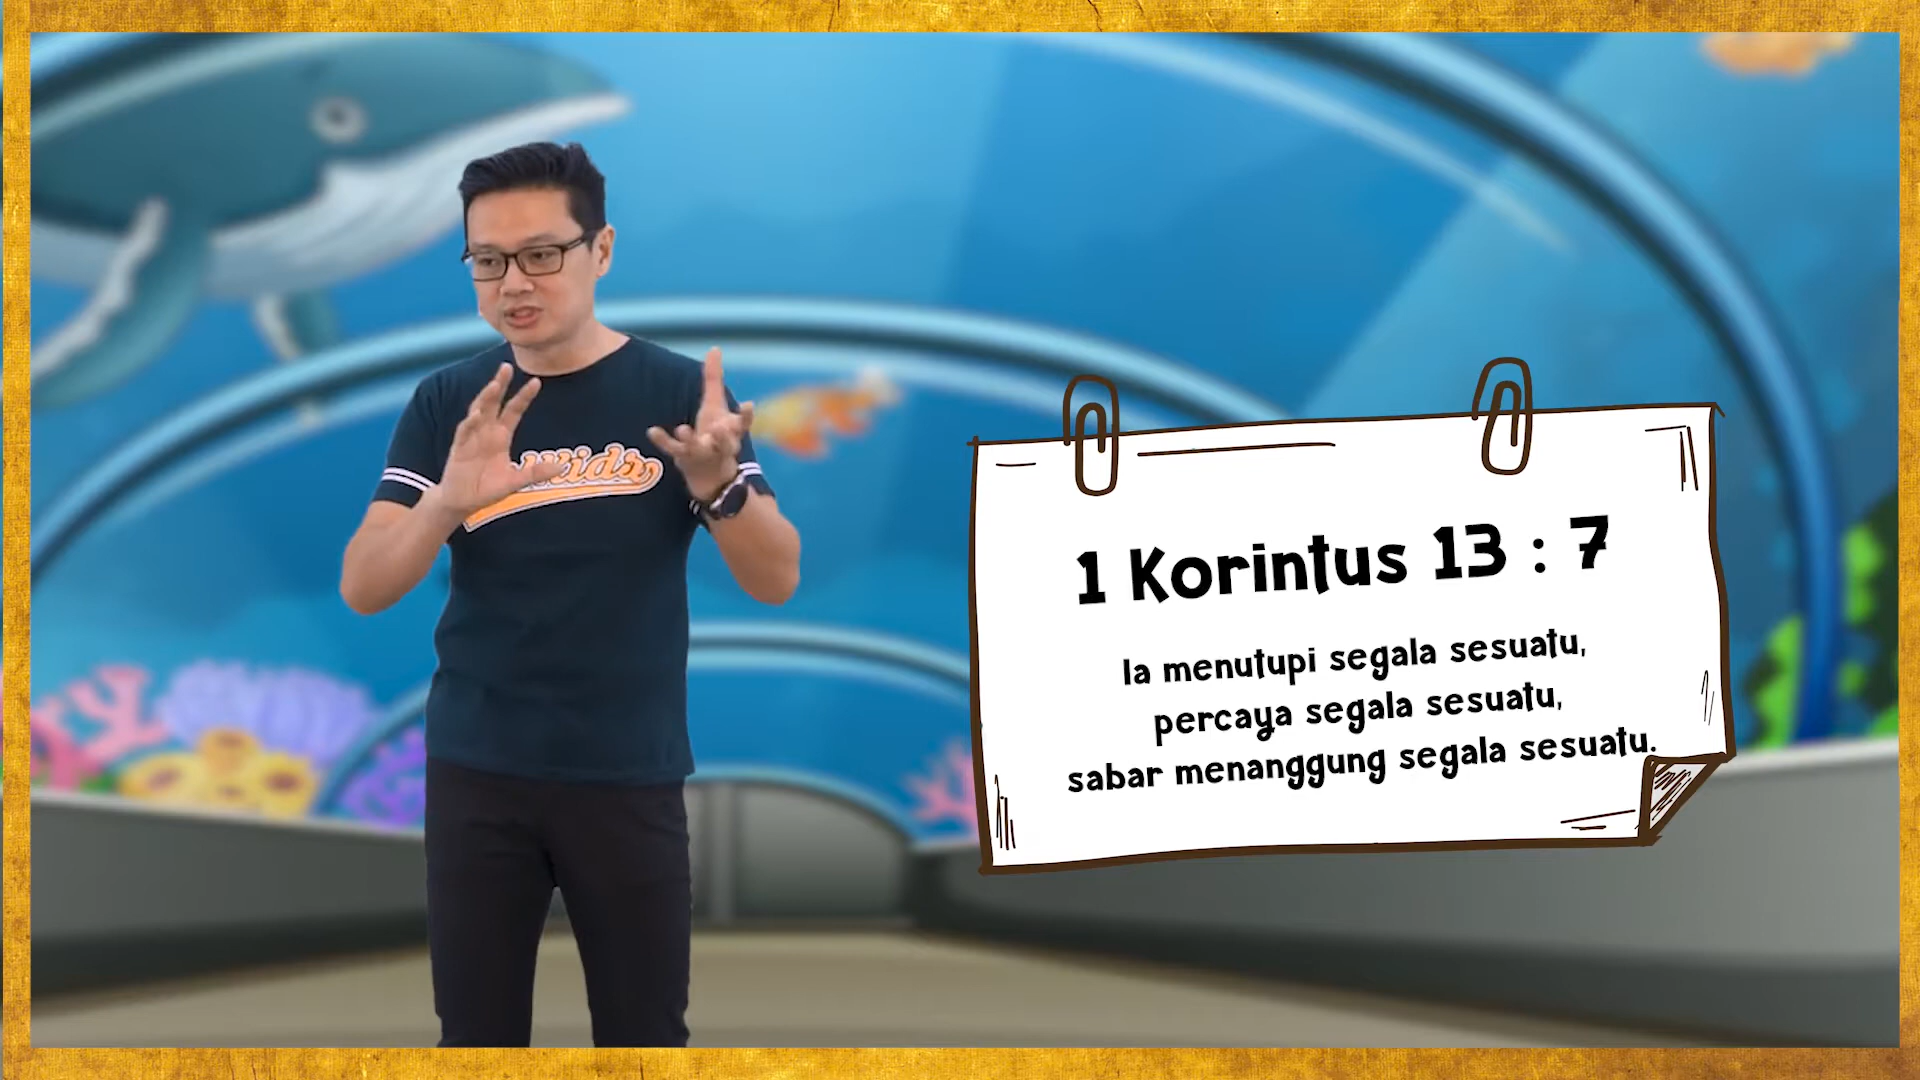 1 Korintus 13 : 7
Ia menutupi segala sesuatu,
percaya segala sesuatu,
sabar menanggung segala sesuatu.